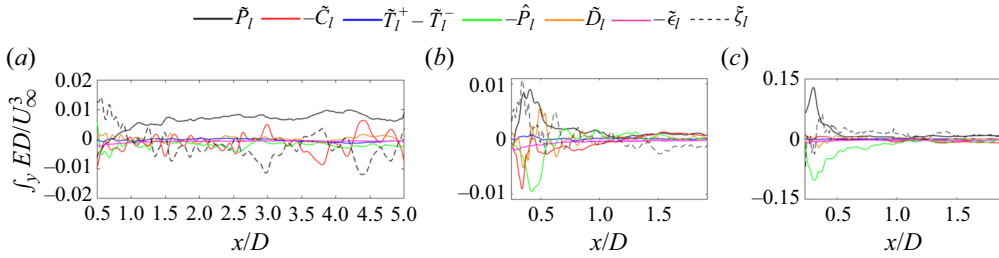 P̃_l −C̃_l T̃_l^+ − T̃_l^− −P̂_l D̃_l −ϵ̃_l ζ̃_l
(a) (b) (c)
0.02 0.01 0 −0.01 −0.02
0.01 0 −0.01
0.15 0 −0.15
∫_y ED/U_∞^3
0.5 1.0 1.5 2.0 2.5 3.0 3.5 4.0 4.5 5.0
0.5 1.0 1.5
0.5 1.0 1.5
x/D x/D x/D